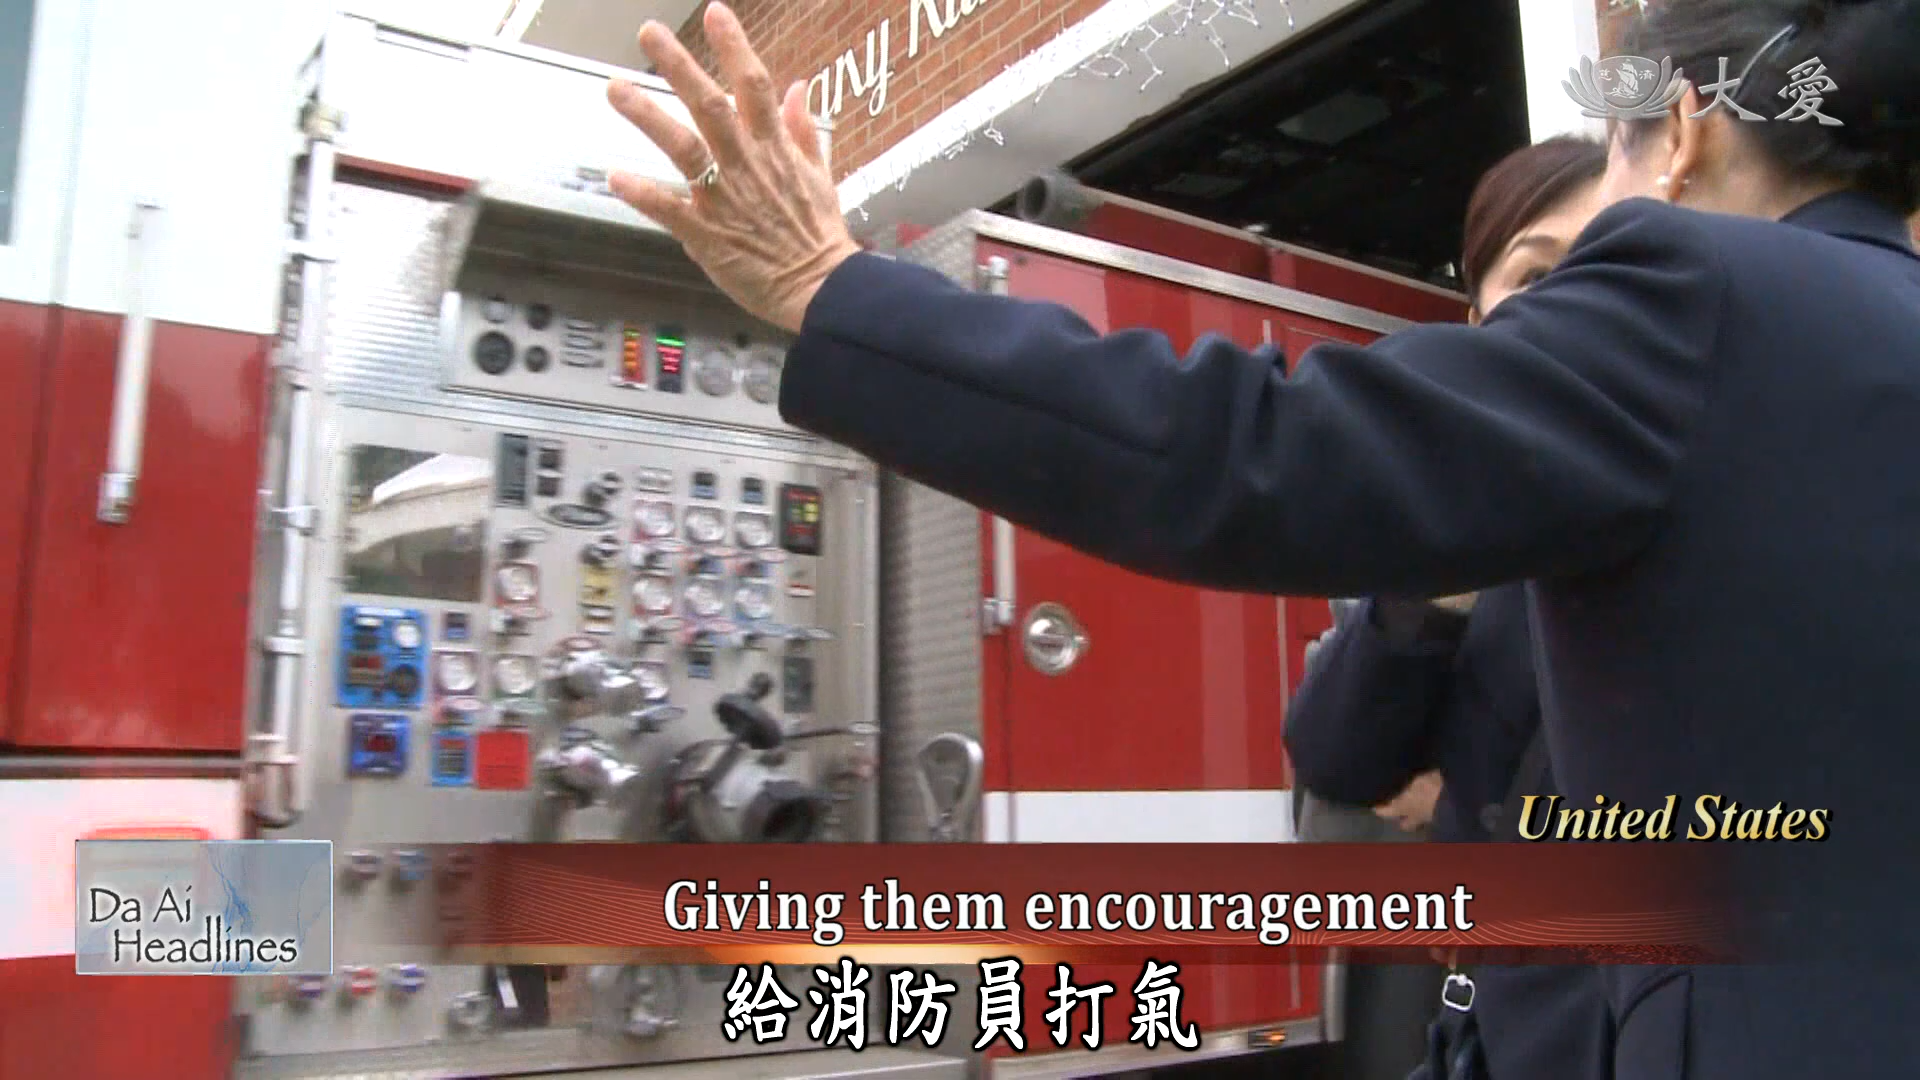 大愛
United States
Da Ai
Headlines
Giving them encouragement
給消防員打氣